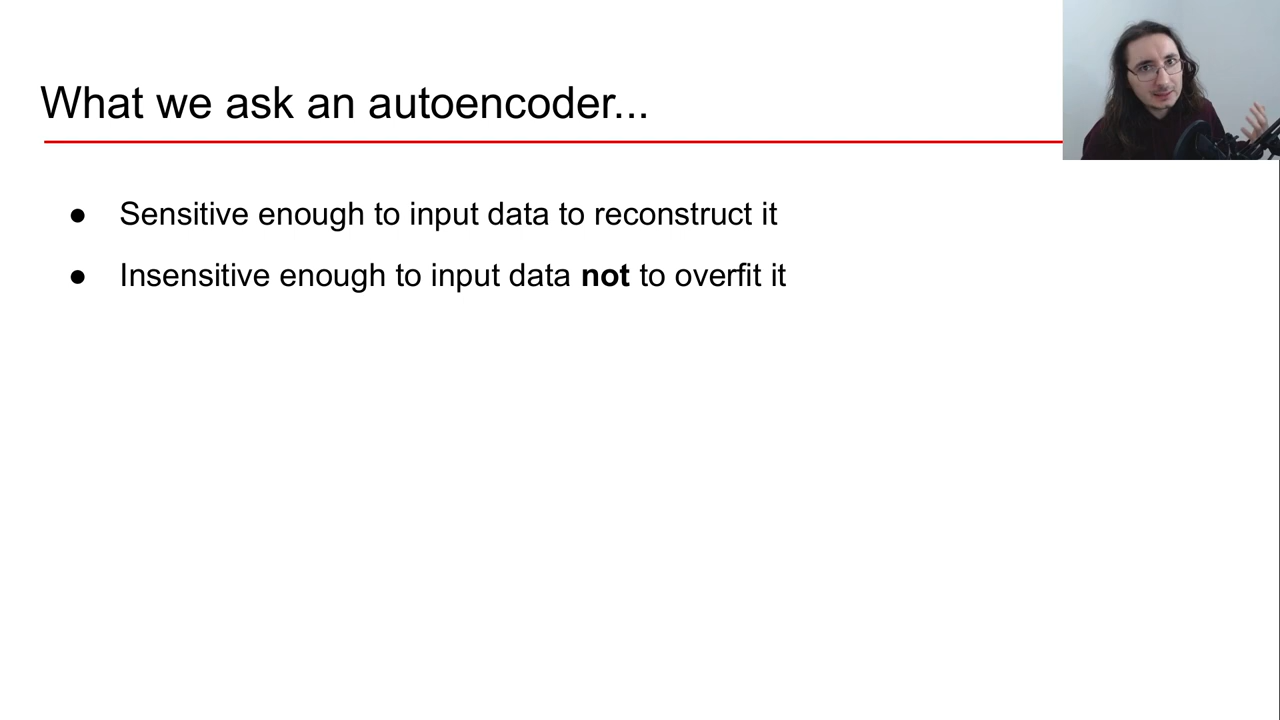 What we ask an autoencoder...
● Sensitive enough to input data to reconstruct it
● Insensitive enough to input data not to overfit it